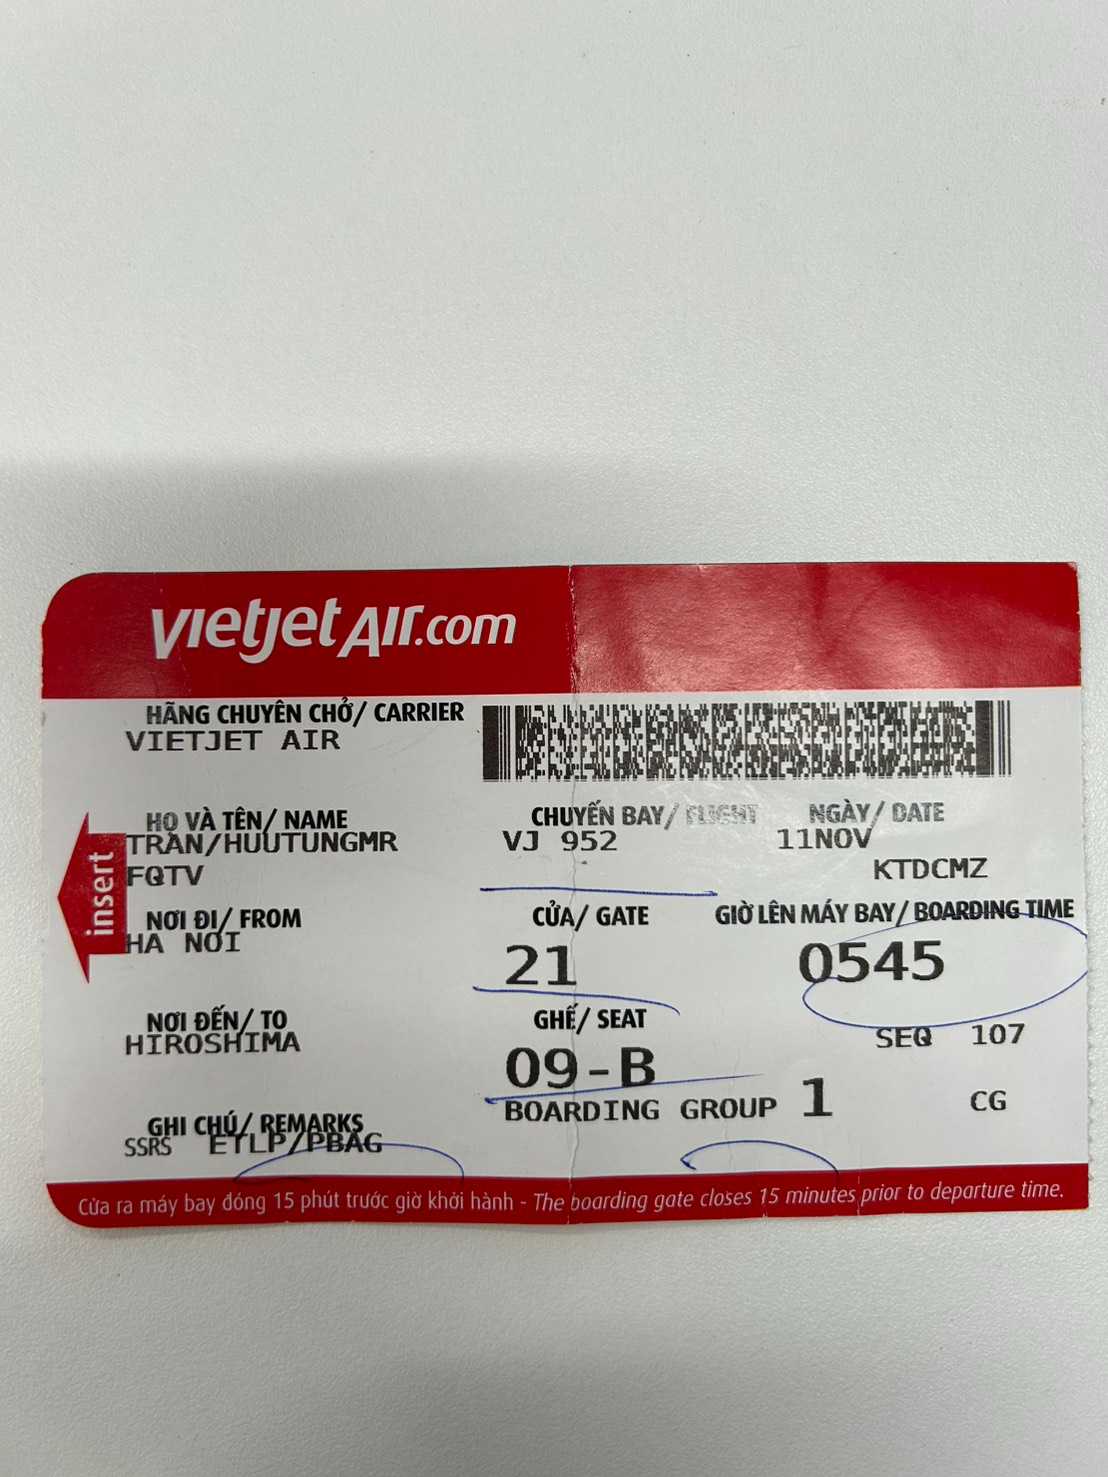 vietjetAir.com
HÃNG CHUYÊN CHỞ/ CARRIER
VIETJET AIR
HỌ VÀ TÊN/ NAME
TRAN/HUUTUNGMR
FQTV
CHUYẾN BAY/ FLIGHT
VJ 952
NGÀY/ DATE
11NOV
KTDCMZ
insert
NƠI ĐI/ FROM
HA NOI
CỬA/ GATE
21
GIỜ LÊN MÁY BAY/ BOARDING TIME
0545
NƠI ĐẾN/ TO
HIROSHIMA
GHẾ/ SEAT
09-B
SEQ 107
BOARDING GROUP 1
CG
GHI CHÚ/ REMARKS
SSRS ETLP/PBAG
Cửa ra máy bay đóng 15 phút trước giờ khởi hành - The boarding gate closes 15 minutes prior to departure time.